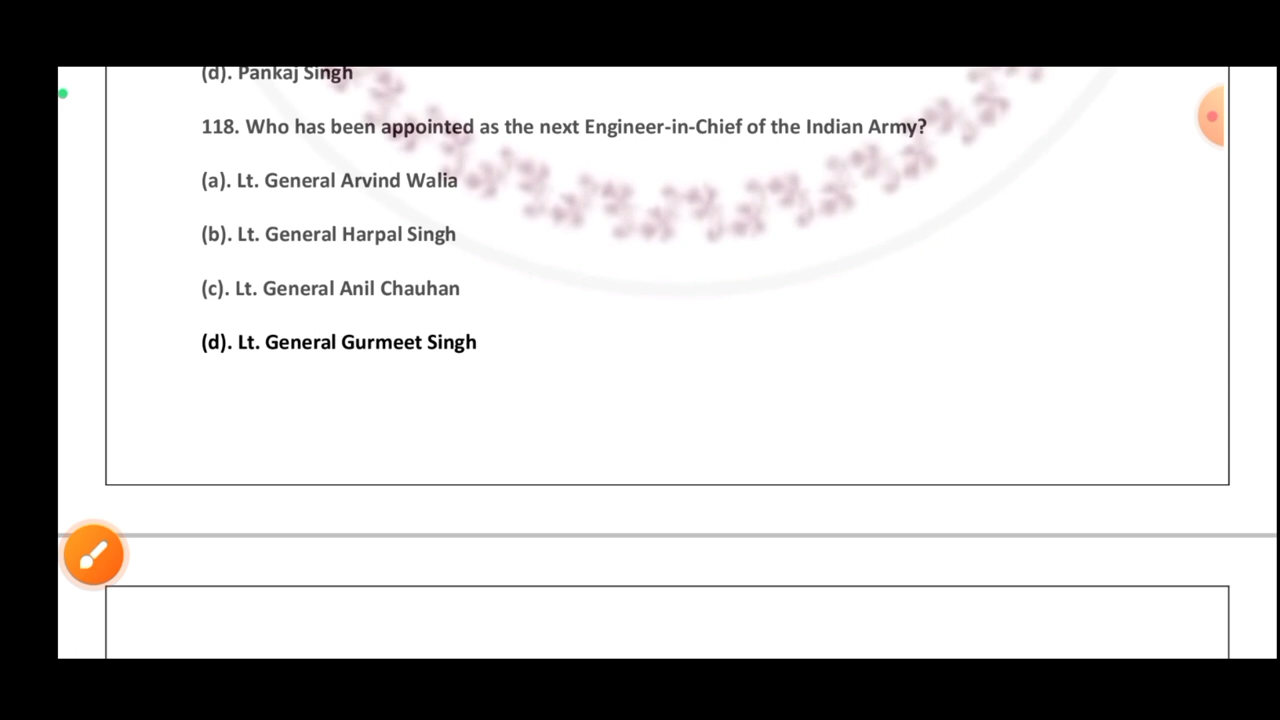 (d). Pankaj Singh
118. Who has been appointed as the next Engineer-in-Chief of the Indian Army?
(a). Lt. General Arvind Walia
(b). Lt. General Harpal Singh
(c). Lt. General Anil Chauhan
(d). Lt. General Gurmeet Singh